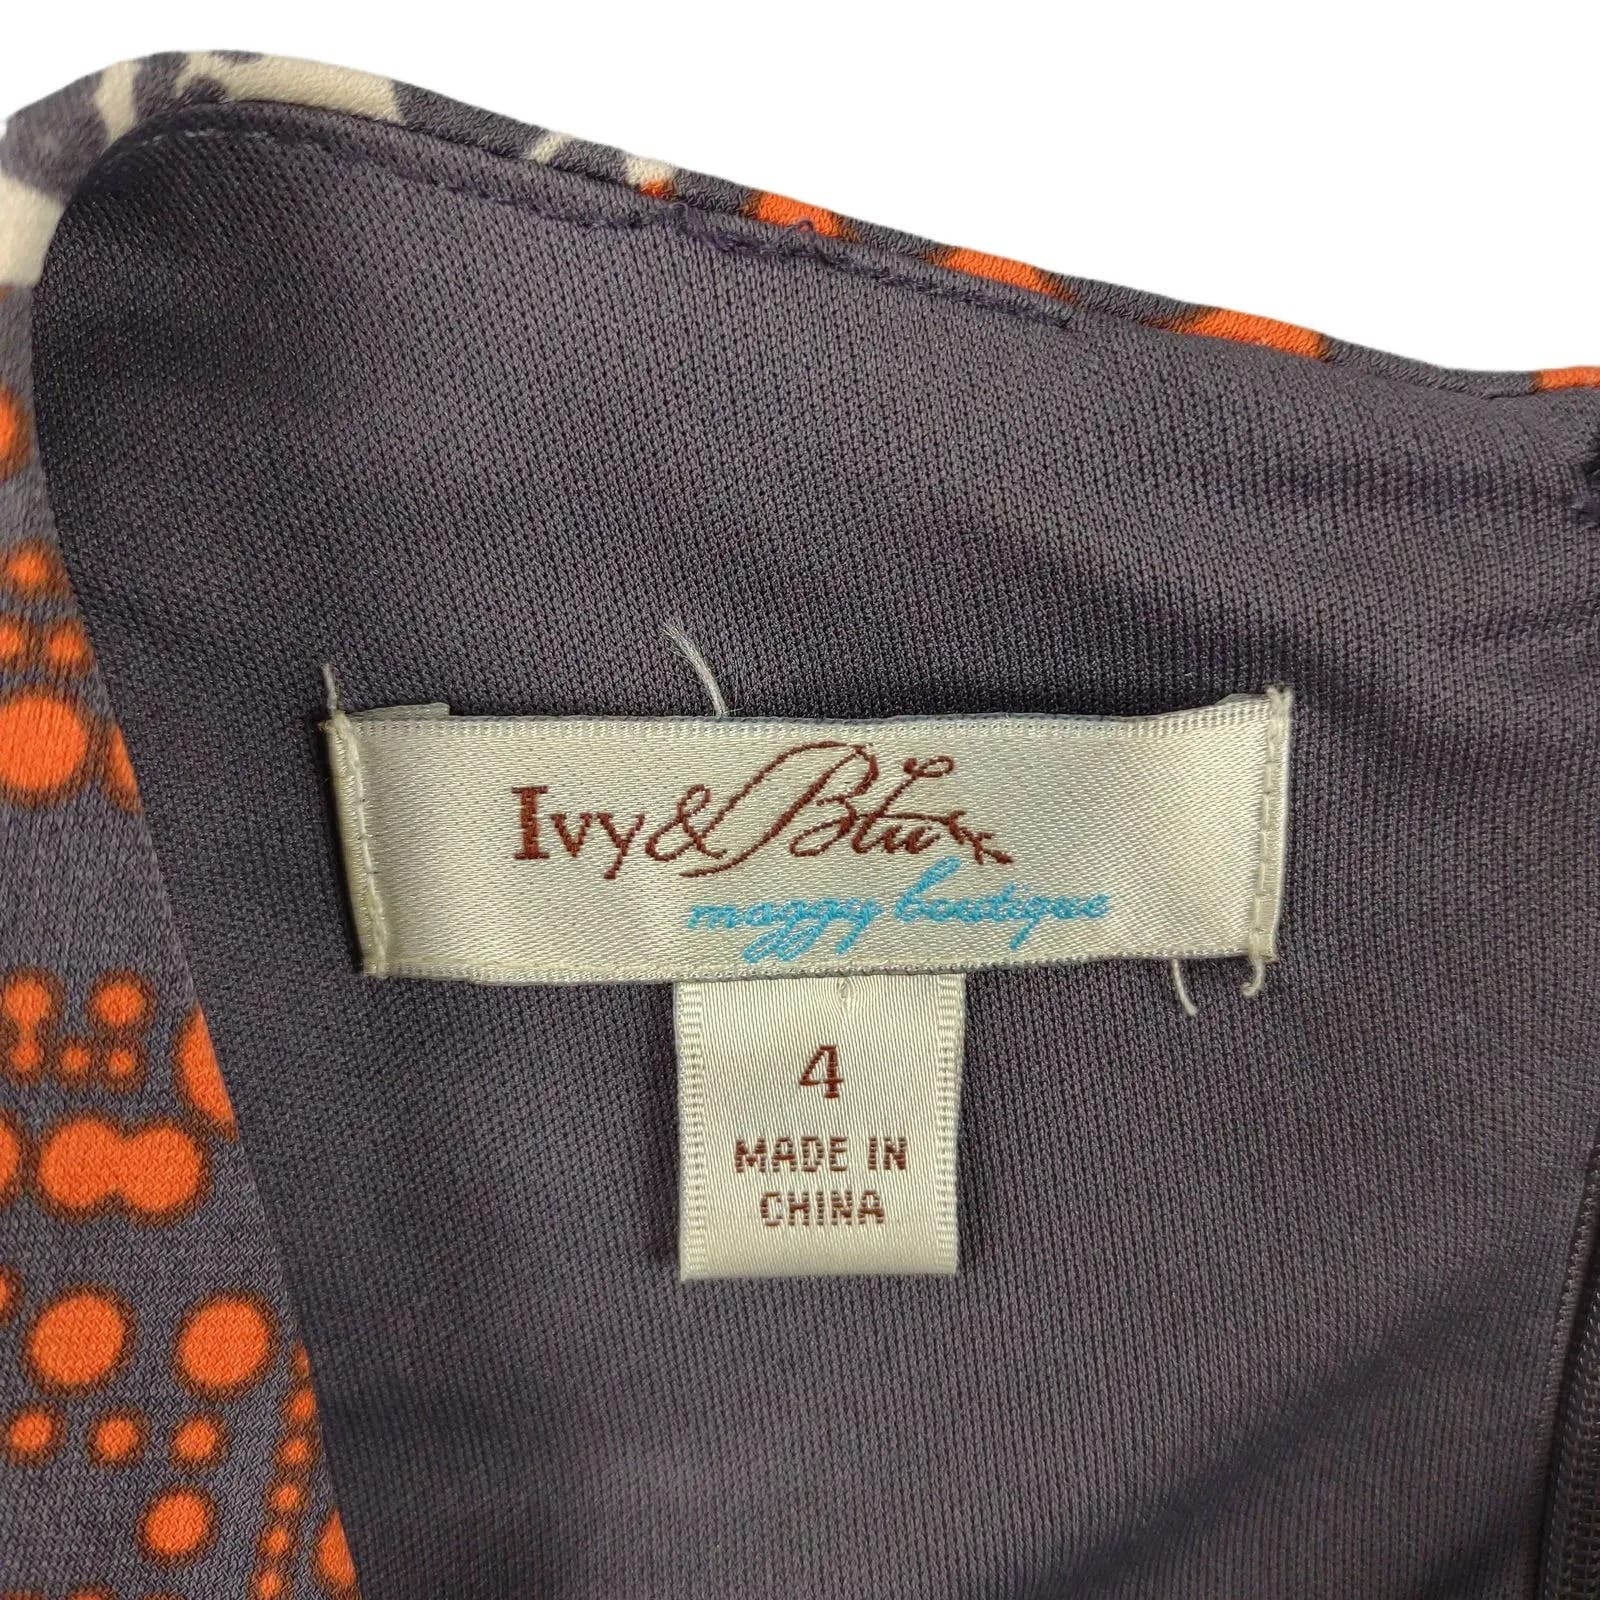 Ivy & Blu
maggy boutique
4
MADE IN
CHINA